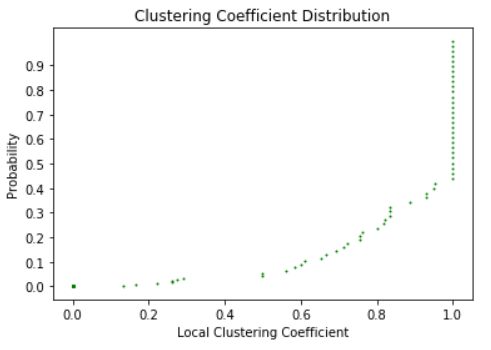 Clustering Coefficient Distribution
Probability
0.9
0.8
0.7
0.6
0.5
0.4
0.3
0.2
0.1
0.0
0.0 0.2 0.4 0.6 0.8 1.0
Local Clustering Coefficient